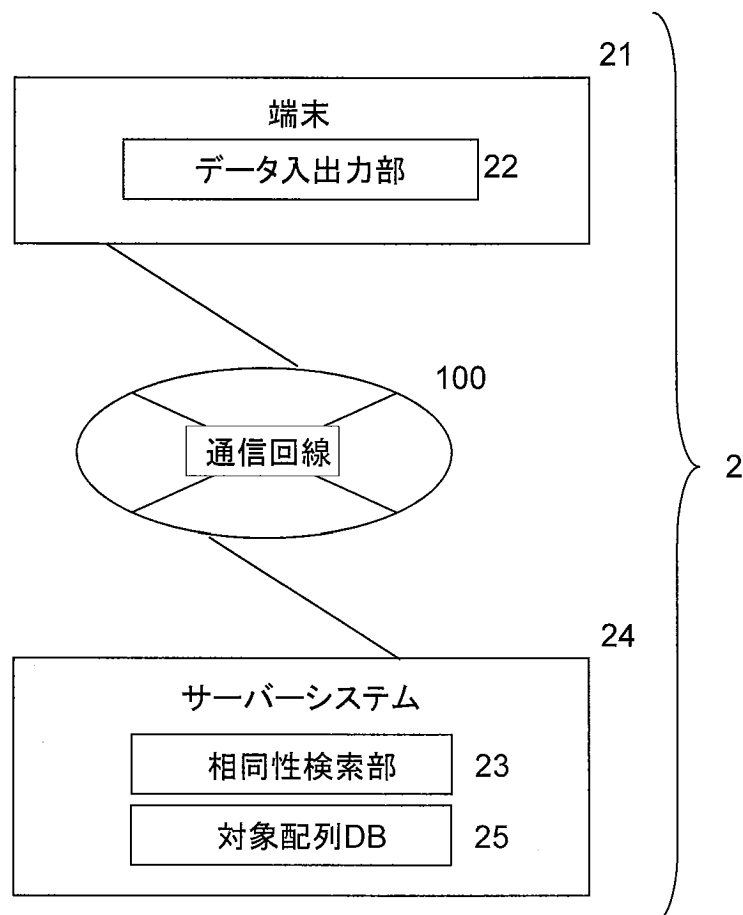 21
端末
データ入出力部 22
100
通信回線
2
24
サーバーシステム
相同性検索部 23
対象配列DB 25